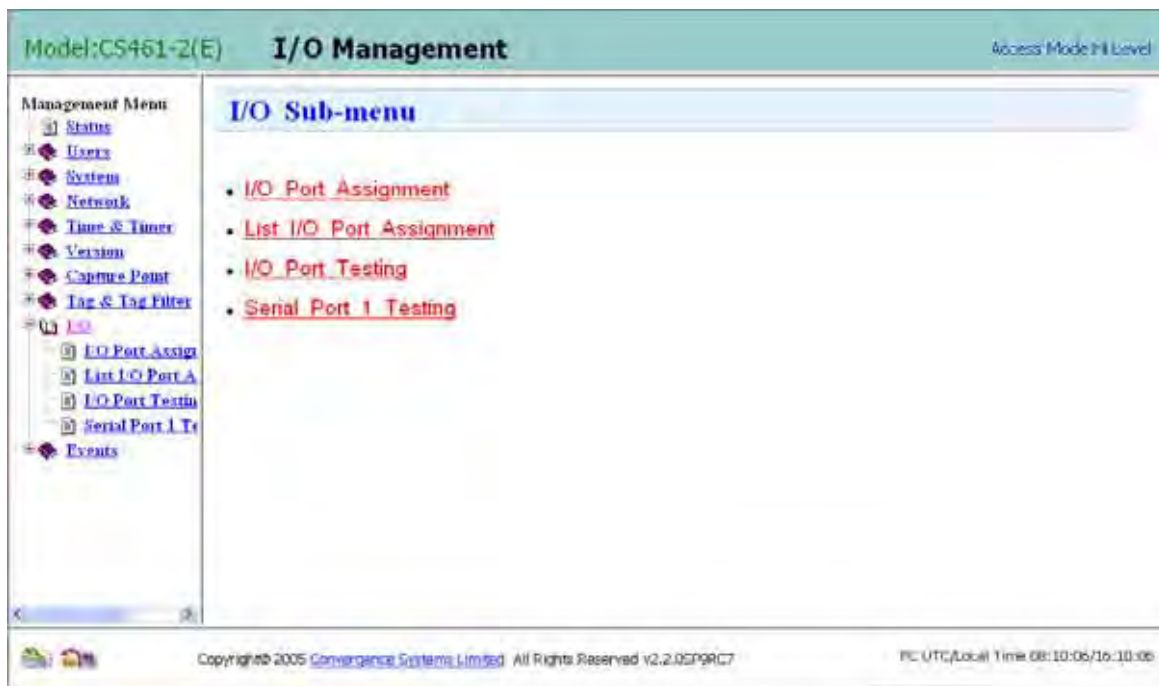 Model:CS461-2(E) I/O Management Access Mode Hi Level
Management Menu
Status
Users
System
Network
Time & Timer
Version
Capture Point
Tag & Tag Filter
I/O
I/O Port Assign
List I/O Port A
I/O Port Testin
Serial Port 1 Te
Events
I/O Sub-menu
• I/O Port Assignment
• List I/O Port Assignment
• I/O Port Testing
• Serial Port 1 Testing
Copyright© 2005 Convergence Systems Limited All Rights Reserved v2.2.0SP9RC7
PC UTC/Local Time 08:10:06/16:10:06